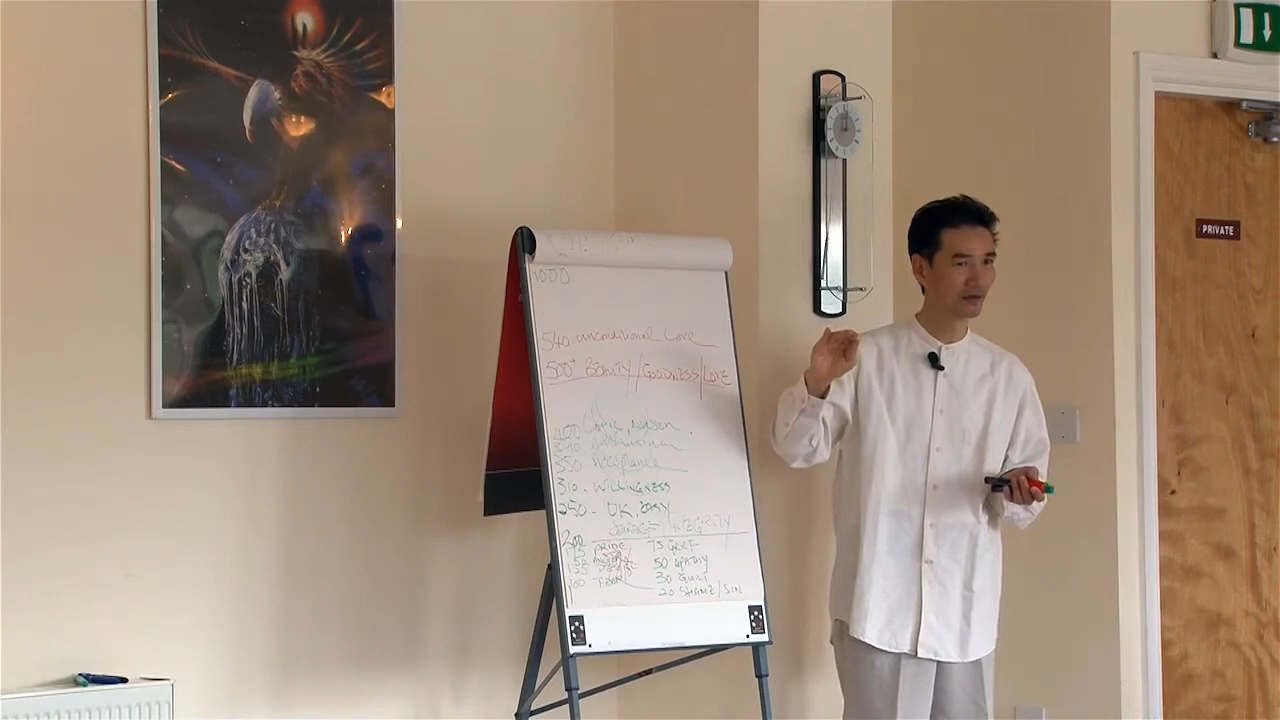 1000
540 unconditional Love
500+ BEAUTY/GOODNESS/LOVE
400 Logic, reason
350 Acceptance
310 - WILLINGNESS
250 - OK, EASY
200 COURAGE / INTEGRITY
PRIDE 75 GRIEF
50 APATHY
100 FEAR 30 GUILT
20 SHAME/SIN
PRIVATE